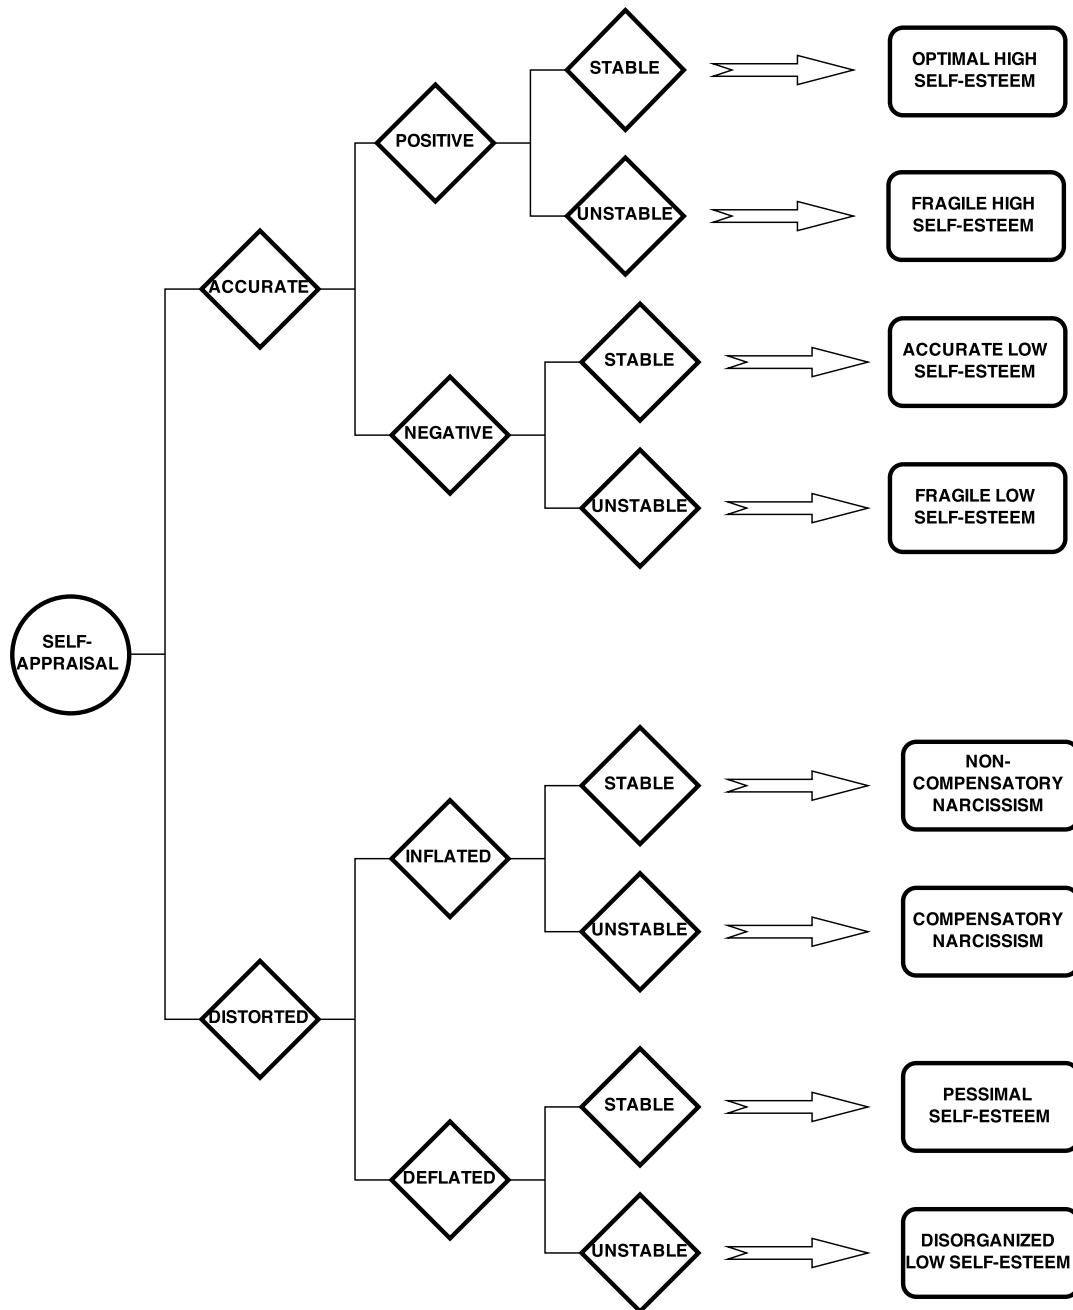 SELF-
APPRAISAL
ACCURATE
POSITIVE
STABLE
OPTIMAL HIGH
SELF-ESTEEM
UNSTABLE
FRAGILE HIGH
SELF-ESTEEM
NEGATIVE
STABLE
ACCURATE LOW
SELF-ESTEEM
UNSTABLE
FRAGILE LOW
SELF-ESTEEM
DISTORTED
INFLATED
STABLE
NON-
COMPENSATORY
NARCISSISM
UNSTABLE
COMPENSATORY
NARCISSISM
DEFLATED
STABLE
PESSIMAL
SELF-ESTEEM
UNSTABLE
DISORGANIZED
LOW SELF-ESTEEM